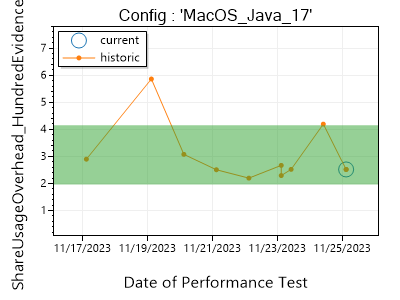 Config : 'MacOS_Java_17'
ShareUsageOverhead_HundredEvidence
current
historic
7
6
5
4
3
2
1
11/17/2023
11/19/2023
11/21/2023
11/23/2023
11/25/2023
Date of Performance Test